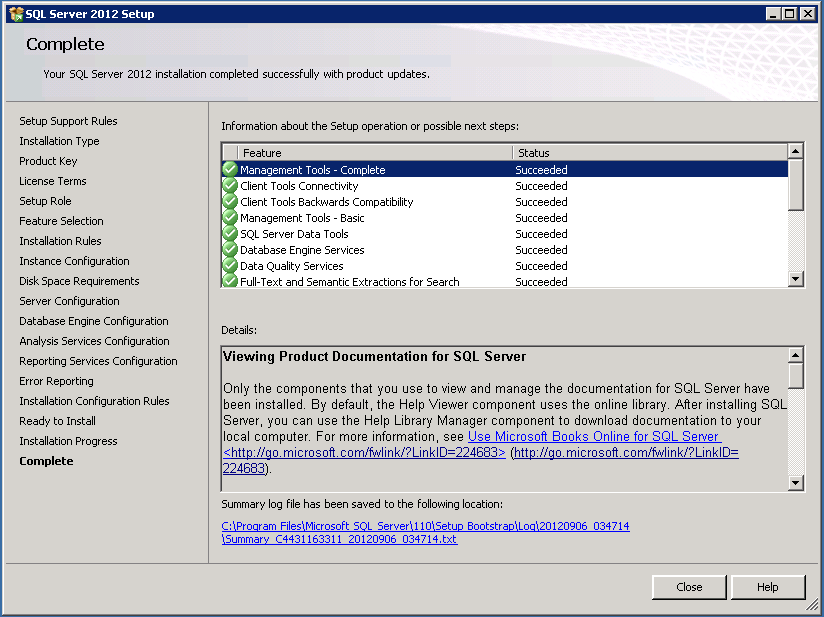 SQL Server 2012 Setup
Complete
Your SQL Server 2012 installation completed successfully with product updates.
Setup Support Rules
Installation Type
Product Key
License Terms
Setup Role
Feature Selection
Installation Rules
Instance Configuration
Disk Space Requirements
Server Configuration
Database Engine Configuration
Analysis Services Configuration
Reporting Services Configuration
Error Reporting
Installation Configuration Rules
Ready to Install
Installation Progress
Complete
Information about the Setup operation or possible next steps:
Feature Status
Management Tools - Complete Succeeded
Client Tools Connectivity Succeeded
Client Tools Backwards Compatibility Succeeded
Management Tools - Basic Succeeded
SQL Server Data Tools Succeeded
Database Engine Services Succeeded
Data Quality Services Succeeded
Full-Text and Semantic Extractions for Search Succeeded
Details:
Viewing Product Documentation for SQL Server
Only the components that you use to view and manage the documentation for SQL Server have
been installed. By default, the Help Viewer component uses the online library. After installing SQL
Server, you can use the Help Library Manager component to download documentation to your
local computer. For more information, see Use Microsoft Books Online for SQL Server
<http://go.microsoft.com/fwlink/?LinkID=224683> (http://go.microsoft.com/fwlink/?LinkID=
224683).
Summary log file has been saved to the following location:
C:\Program Files\Microsoft SQL Server\110\Setup Bootstrap\Log\20120906_034714
\Summary_C4431163311_20120906_034714.txt
Close Help